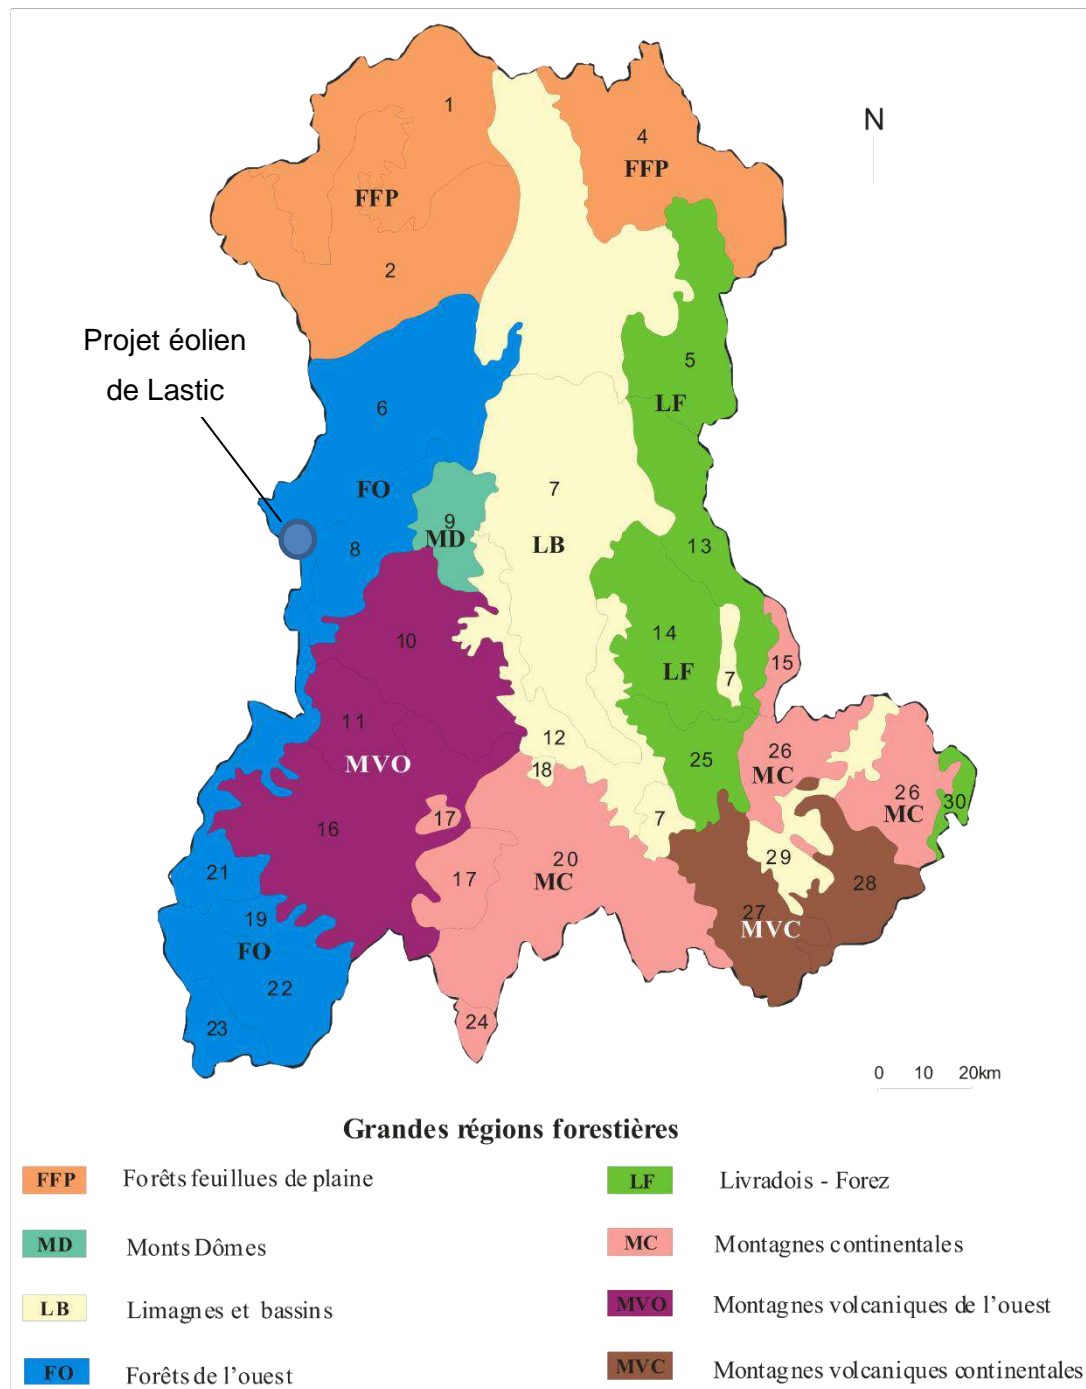 1
4
N
FFP
FFP
2
Projet éolien
de Lastic
5
6
LF
FO
7
9
MD
LB
8
13
10
14
15
LF
7
11
12
25
26
MVO
18
MC
26
30
17
7
MC
16
20
29
17
MC
28
21
27
19
MVC
FO
22
24
23
0 10 20km
Grandes régions forestières
FFP Forêts feuillues de plaine
LF Livradois - Forez
MD Monts Dômes
MC Montagnes continentales
LB Limagnes et bassins
MVO Montagnes volcaniques de l'ouest
FO Forêts de l'ouest
MVC Montagnes volcaniques continentales